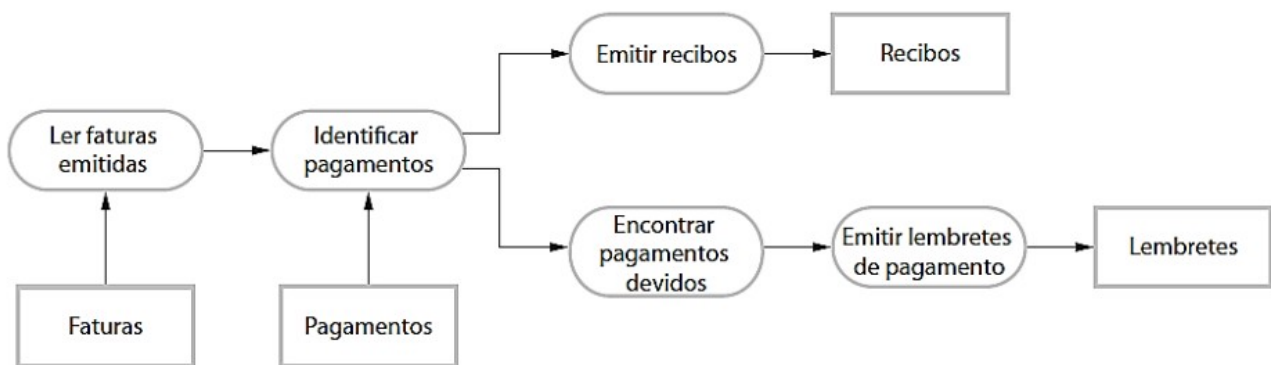 Emitir recibos
Recibos
Ler faturas
emitidas
Identificar
pagamentos
Encontrar
pagamentos
devidos
Emitir lembretes
de pagamento
Lembretes
Faturas
Pagamentos